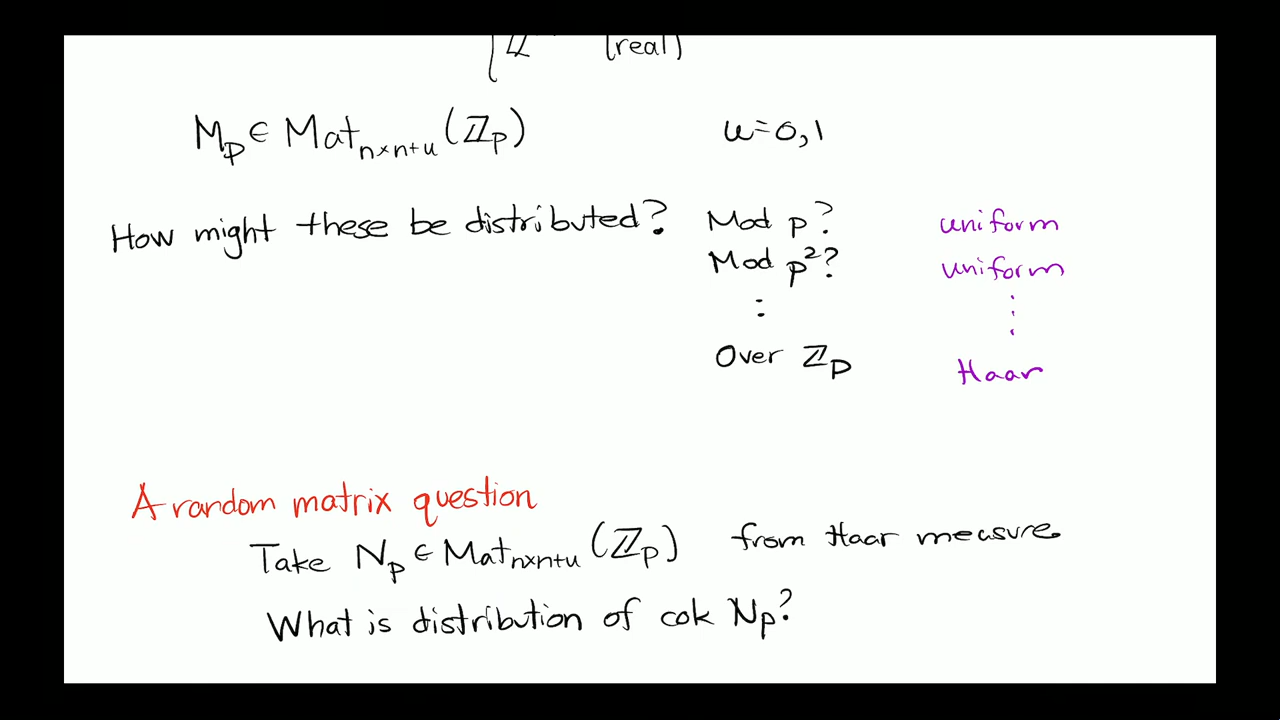 (real)
M_p ∈ Mat_{n×n+u}(ℤ_p) u=0,1
How might these be distributed? Mod p? uniform
Mod p²? uniform
⋮ ⋮
Over ℤ_p Haar
A random matrix question
Take N_p ∈ Mat_{n×n+u}(ℤ_p) from Haar measure
What is distribution of cok N_p?